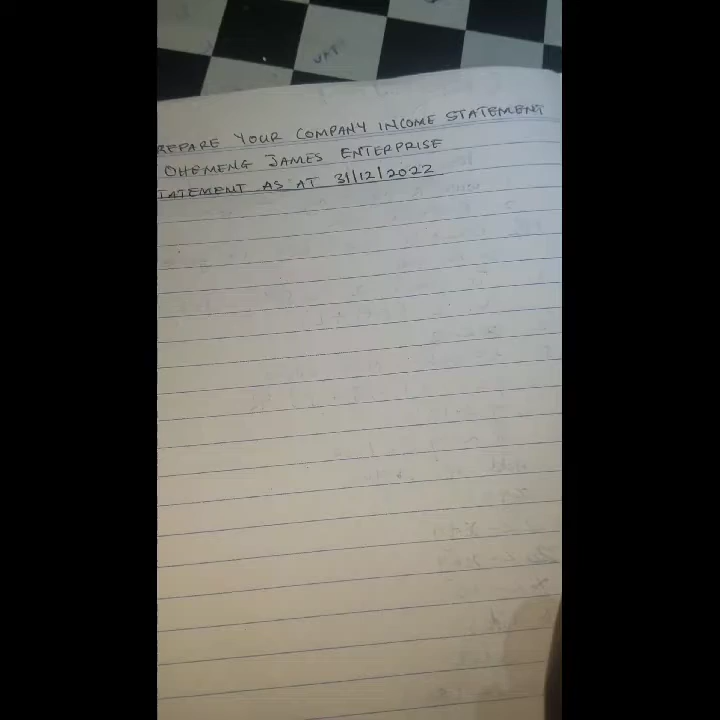 REPARE YOUR COMPANY INCOME STATEMENT
OHEMENG JAMES ENTERPRISE
TATEMENT AS AT 31/12/2022